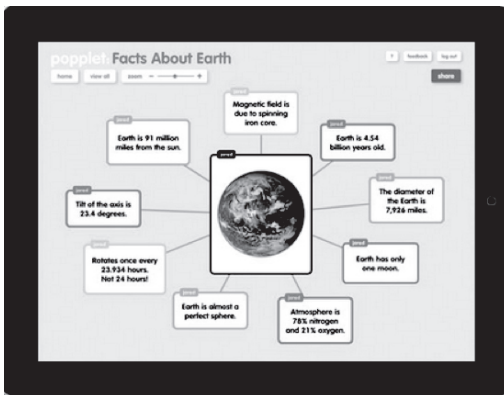 popplet: Facts About Earth
? feedback log out
home view all zoom − +
share
Magnetic field is
due to spinning
iron core.
Earth is 91 million
miles from the sun.
Earth is 4.54
billion years old.
Tilt of the axis is
23.4 degrees.
The diameter of
the Earth is
7,926 miles.
Rotates once every
23.934 hours.
Not 24 hours!
Earth has only
one moon.
Earth is almost a
perfect sphere.
Atmosphere is
78% nitrogen
and 21% oxygen.